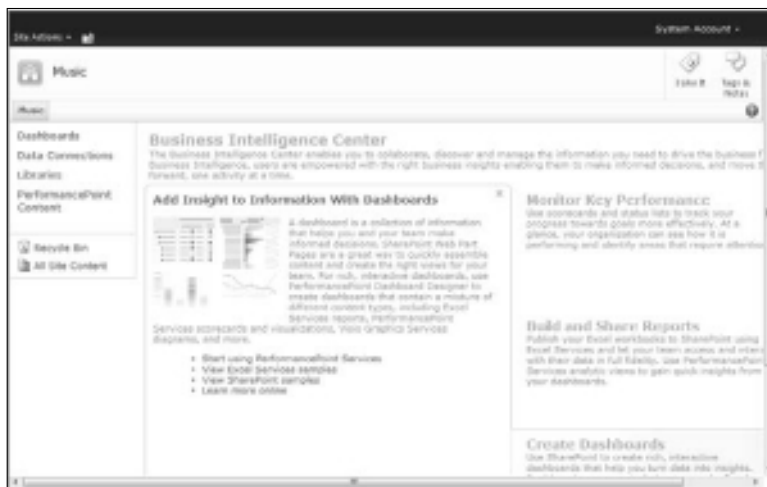 Site Actions
System Account
Music
I Like It
Tags & Notes
Music
Dashboards
Data Connections
Libraries
PerformancePoint
Content
Recycle Bin
All Site Content
Business Intelligence Center
The Business Intelligence Center enables you to collaborate, discover and manage the information you need to drive the business f
Business Intelligence, users are empowered with the right business insights enabling them to make informed decisions, and move t
forward, one activity at a time.
Add Insight to Information With Dashboards
A dashboard is a collection of information
that helps you and your team make
informed decisions. SharePoint Web Part
Pages are a great way to quickly assemble
content and create the right views for your
team. For rich, interactive dashboards, use
PerformancePoint Dashboard Designer to
create dashboards that contain a mixture of
different content types, including Excel
Services reports, PerformancePoint
Services scorecards and visualizations, Visio Graphics Services
diagrams, and more.
• Start using PerformancePoint Services
• View Excel Services samples
• View SharePoint samples
• Learn more online
Monitor Key Performance
Use scorecards and status lists to track your
progress towards goals more effectively. At a
glance, your organization can see how it is
performing and identify areas that require attention
Build and Share Reports
Publish your Excel workbooks to SharePoint using
Excel Services and let your team access and intera
with their data in full fidelity. Use PerformancePoint
Services analytic views to gain quick insights from
your dashboards.
Create Dashboards
Use SharePoint to create rich, interactive
dashboards that help you turn data into insights.